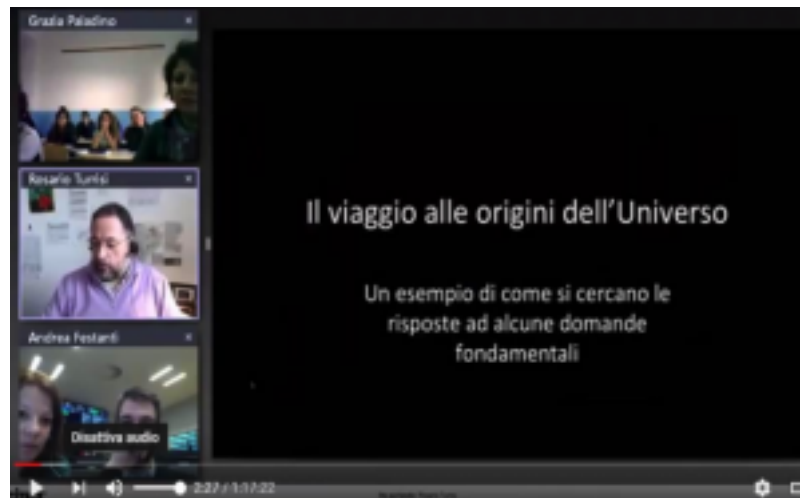 Grazia Paladino
Rosario Turrisi
Il viaggio alle origini dell'Universo
Un esempio di come si cercano le
risposte ad alcune domande
fondamentali
Andrea Festanti
Disattiva audio
2:27 / 1:17:22